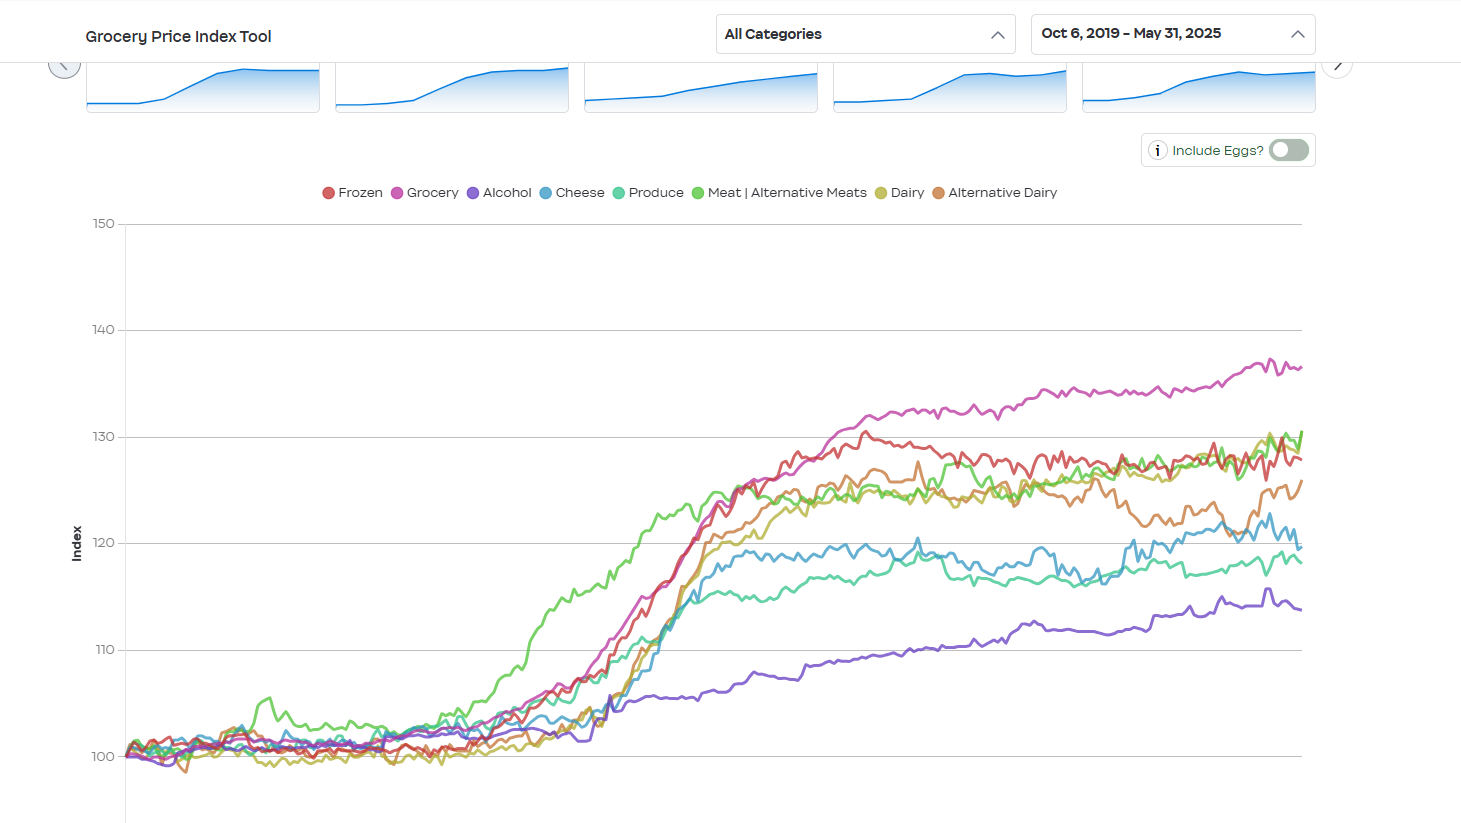 Grocery Price Index Tool
All Categories
Oct 6, 2019 - May 31, 2025
i Include Eggs?
Frozen Grocery Alcohol Cheese Produce Meat | Alternative Meats Dairy Alternative Dairy
150
140
130
120
110
100
Index